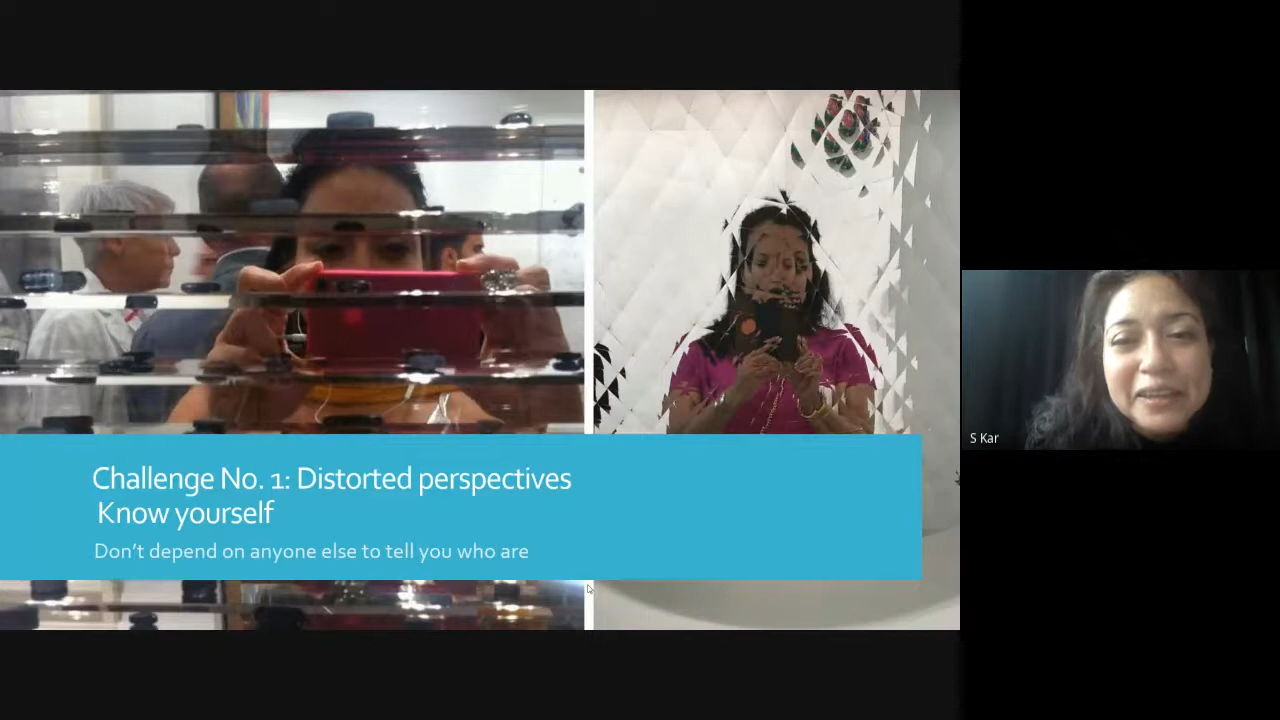 Challenge No. 1: Distorted perspectives
Know yourself
Don't depend on anyone else to tell you who are
S Kar